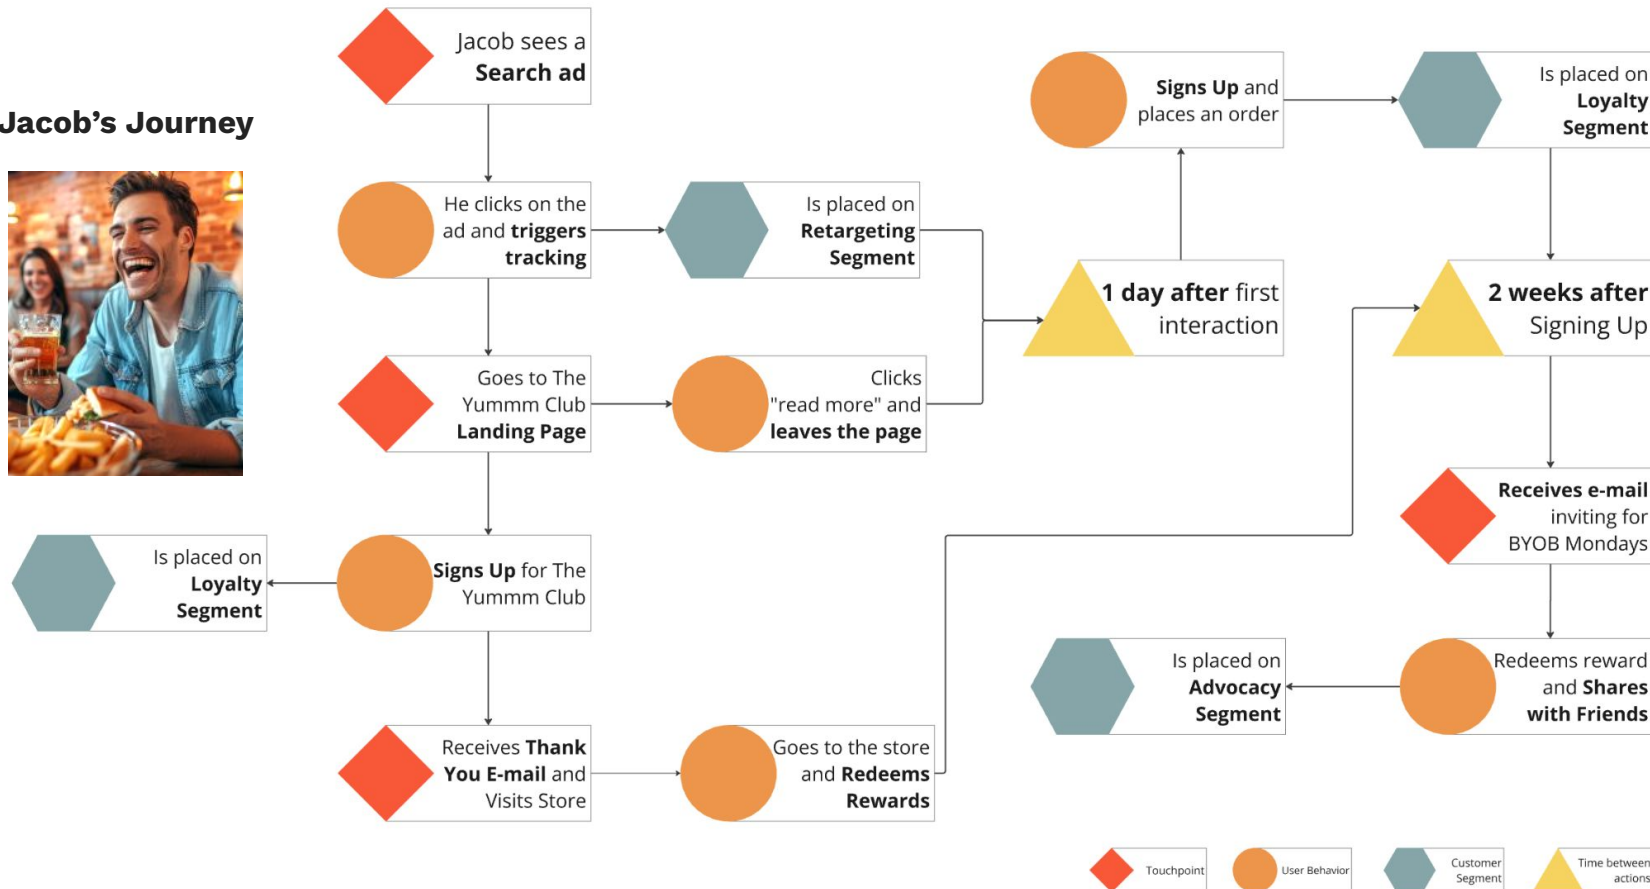 Jacob’s Journey
Jacob sees a
Search ad
He clicks on the
ad and triggers
tracking
Is placed on
Retargeting
Segment
Goes to The
Yummm Club
Landing Page
Clicks
"read more" and
leaves the page
1 day after first
interaction
Signs Up and
places an order
Is placed on
Loyalty
Segment
2 weeks after
Signing Up
Receives e-mail
inviting for
BYOB Mondays
Redeems reward
and Shares
with Friends
Is placed on
Advocacy
Segment
Signs Up for The
Yummm Club
Is placed on
Loyalty
Segment
Receives Thank
You E-mail and
Visits Store
Goes to the store
and Redeems
Rewards
Touchpoint
User Behavior
Customer
Segment
Time between
actions